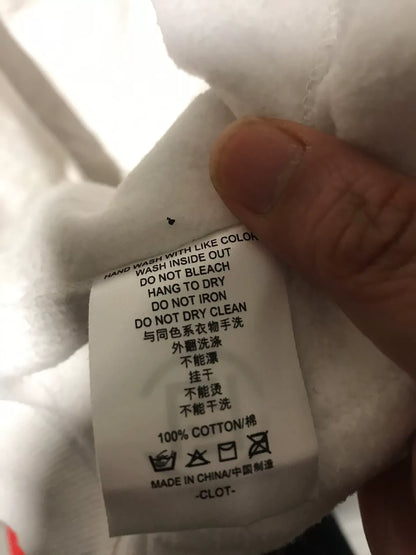 HAND WASH WITH LIKE COLOR
WASH INSIDE OUT
DO NOT BLEACH
HANG TO DRY
DO NOT IRON
DO NOT DRY CLEAN
与同色系衣物手洗
外翻洗涤
不能漂
挂干
不能烫
不能干洗
100% COTTON/棉
MADE IN CHINA/中国制造
-CLOT-